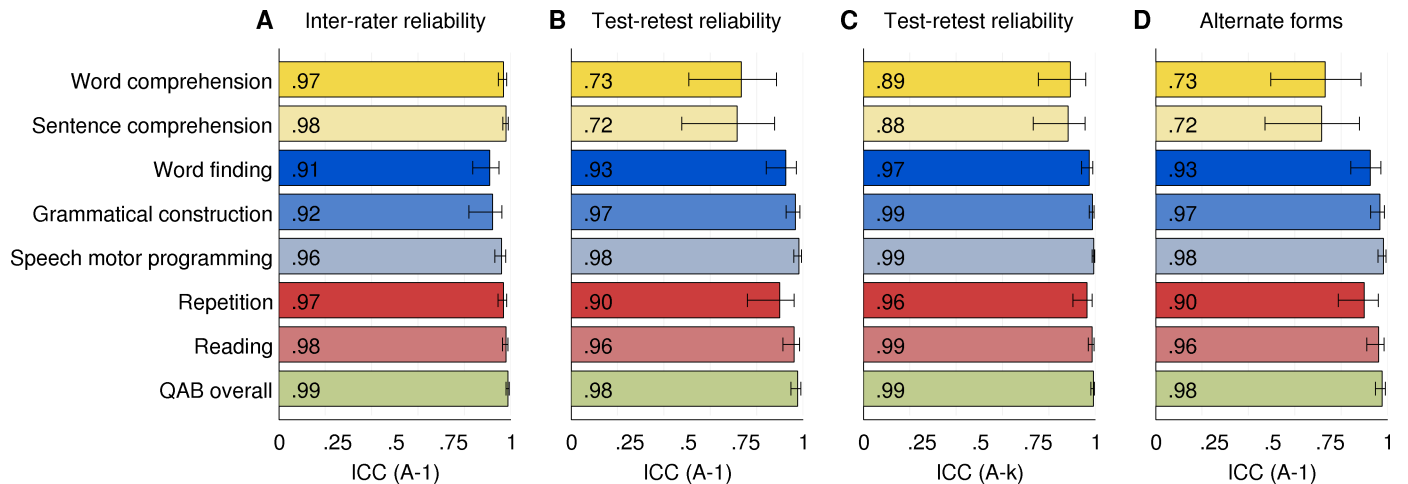 A Inter-rater reliability B Test-retest reliability C Test-retest reliability D Alternate forms
Word comprehension .97 .73 .89 .73
Sentence comprehension .98 .72 .88 .72
Word finding .91 .93 .97 .93
Grammatical construction .92 .97 .99 .97
Speech motor programming .96 .98 .99 .98
Repetition .97 .90 .96 .90
Reading .98 .96 .99 .96
QAB overall .99 .98 .99 .98
0 .25 .5 .75 1 0 .25 .5 .75 1 0 .25 .5 .75 1 0 .25 .5 .75 1
ICC (A-1) ICC (A-1) ICC (A-k) ICC (A-1)